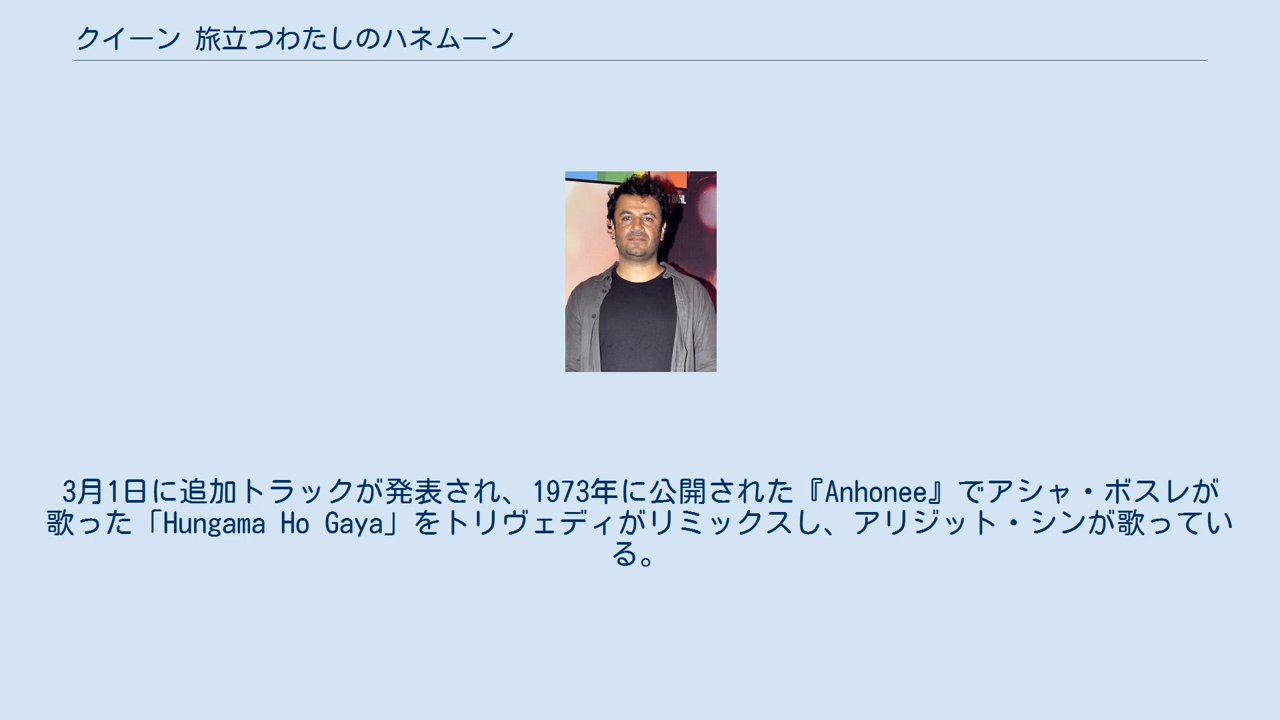 クイーン 旅立つわたしのハネムーン
BAHL
3月1日に追加トラックが発表され、1973年に公開された『Anhonee』でアシャ・ボスレが
歌った「Hungama Ho Gaya」をトリヴェディがリミックスし、アリジット・シンが歌ってい
る。